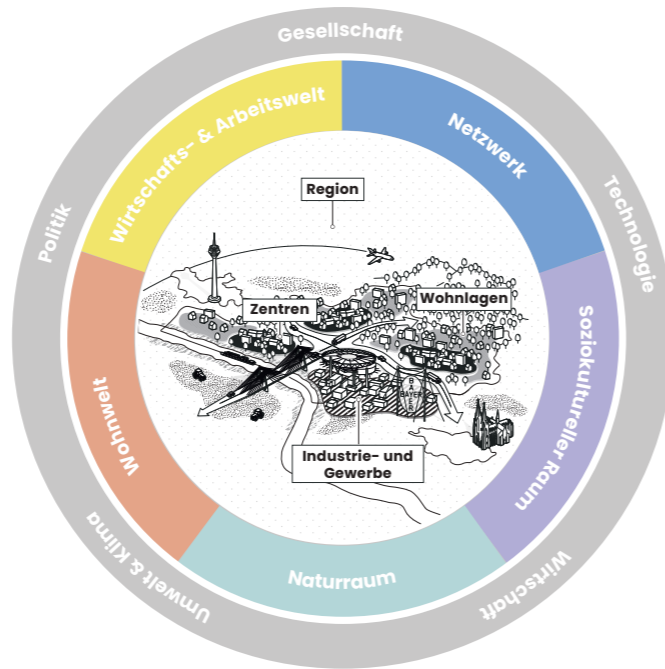 Gesellschaft
Technologie
Wirtschaft
Umwelt & Klima
Politik
Wirtschafts- & Arbeitswelt
Netzwerk
Soziokultureller Raum
Naturraum
Wohnwelt
Region
Zentren
Wohnlagen
BAYER
Industrie- und
Gewerbe